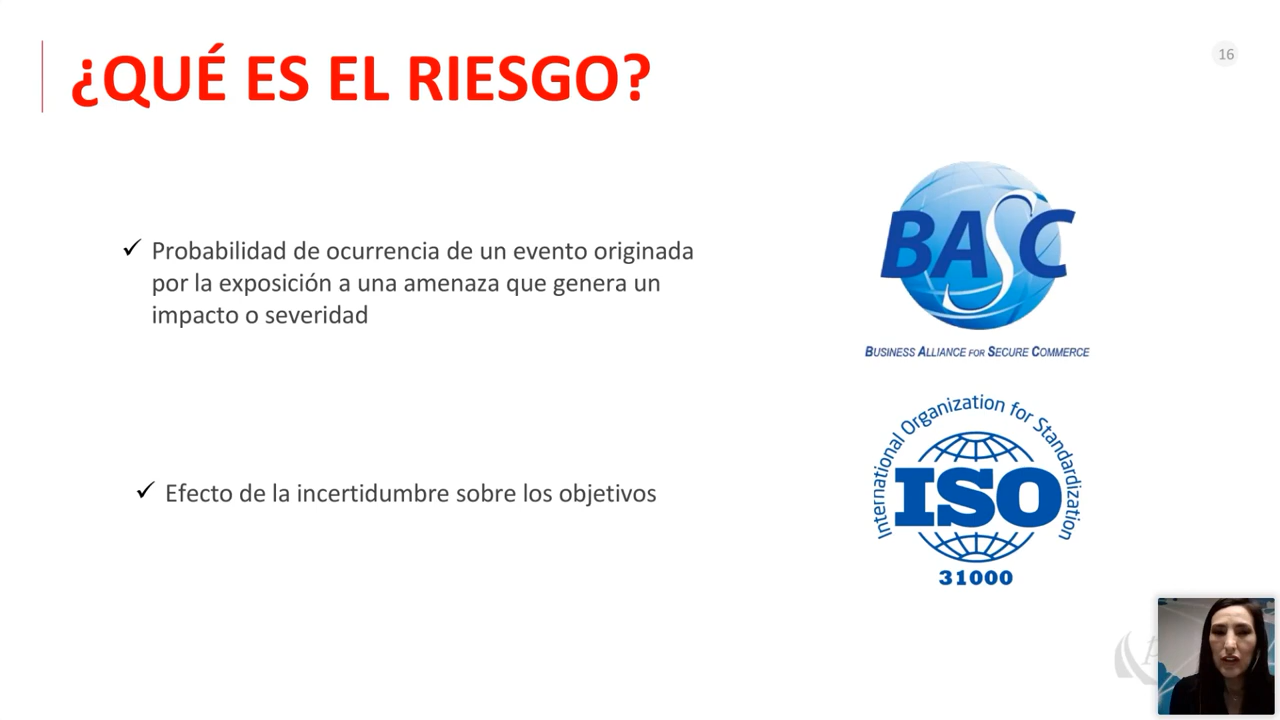 ¿QUÉ ES EL RIESGO?
16
✓ Probabilidad de ocurrencia de un evento originada
por la exposición a una amenaza que genera un
impacto o severidad
BASC
BUSINESS ALLIANCE FOR SECURE COMMERCE
✓ Efecto de la incertidumbre sobre los objetivos
International Organization for Standardization
ISO
31000